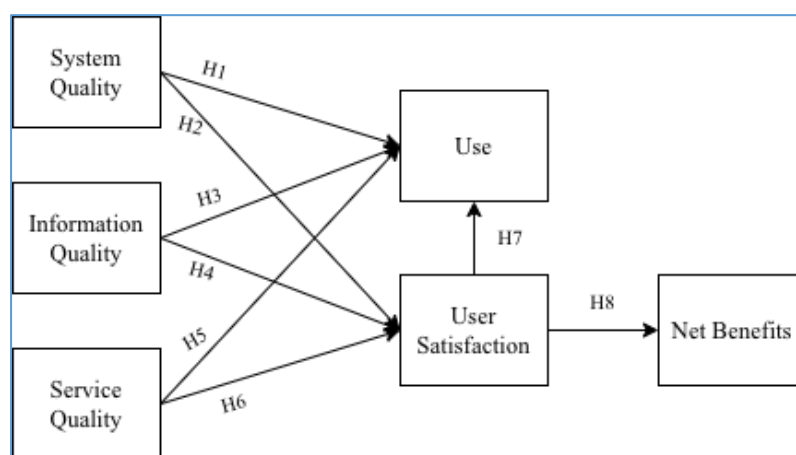 System
Quality
H1
H2
Use
Information
Quality
H3
H4
H7
User
Satisfaction
H8
Net Benefits
Service
Quality
H5
H6